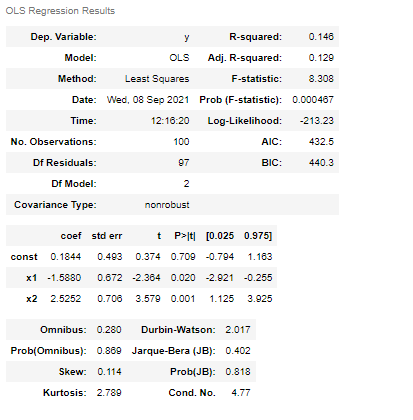 OLS Regression Results
Dep. Variable: y R-squared: 0.146
Model: OLS Adj. R-squared: 0.129
Method: Least Squares F-statistic: 8.308
Date: Wed, 08 Sep 2021 Prob (F-statistic): 0.000467
Time: 12:16:20 Log-Likelihood: -213.23
No. Observations: 100 AIC: 432.5
Df Residuals: 97 BIC: 440.3
Df Model: 2
Covariance Type: nonrobust
coef std err t P>|t| [0.025 0.975]
const 0.1844 0.493 0.374 0.709 -0.794 1.163
x1 -1.5880 0.672 -2.364 0.020 -2.921 -0.255
x2 2.5252 0.706 3.579 0.001 1.125 3.925
Omnibus: 0.280 Durbin-Watson: 2.017
Prob(Omnibus): 0.869 Jarque-Bera (JB): 0.402
Skew: 0.114 Prob(JB): 0.818
Kurtosis: 2.789 Cond. No. 4.77